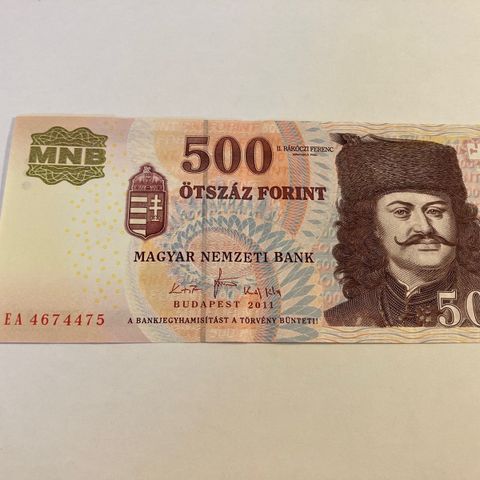 MNB
500
II. RÁKÓCZI FERENC
ÖTSZÁZ FORINT
MAGYAR NEMZETI BANK
BUDAPEST 2011
EA 4674475
A BANKJEGYHAMISÍTÁST A TÖRVÉNY BÜNTETI!
50